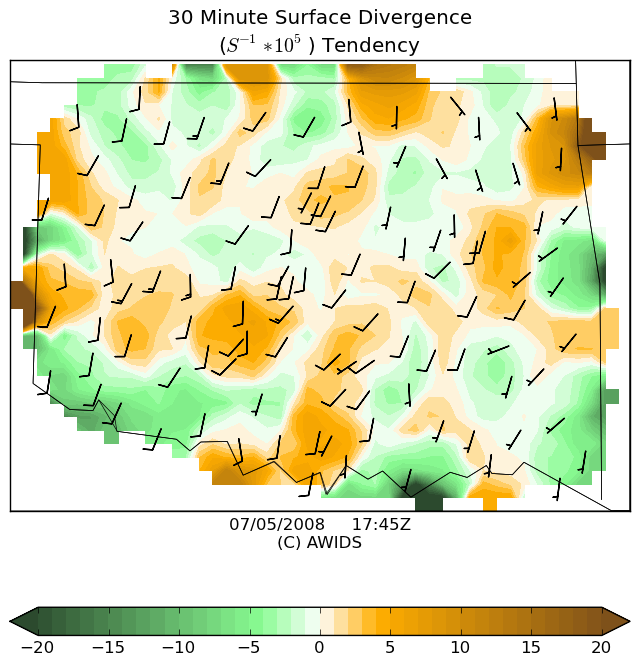 30 Minute Surface Divergence
(S⁻¹ ∗10⁵ ) Tendency
07/05/2008 17:45Z
(C) AWIDS
−20 −15 −10 −5 0 5 10 15 20